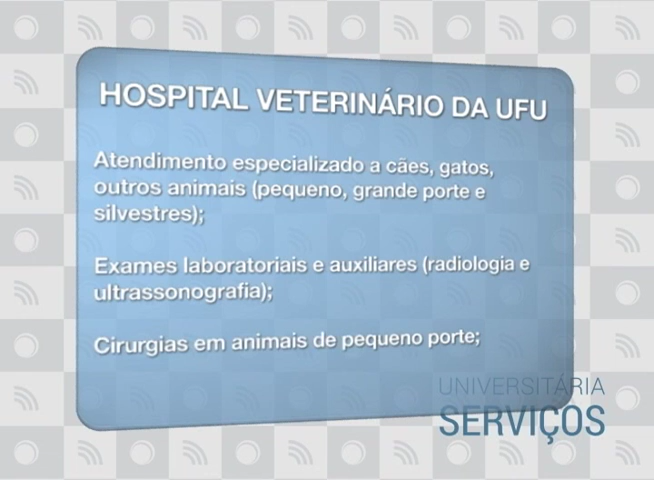 HOSPITAL VETERINÁRIO DA UFU
Atendimento especializado a cães, gatos,
outros animais (pequeno, grande porte e
silvestres);
Exames laboratoriais e auxiliares (radiologia e
ultrassonografia);
Cirurgias em animais de pequeno porte;
UNIVERSITÁRIA
SERVIÇOS